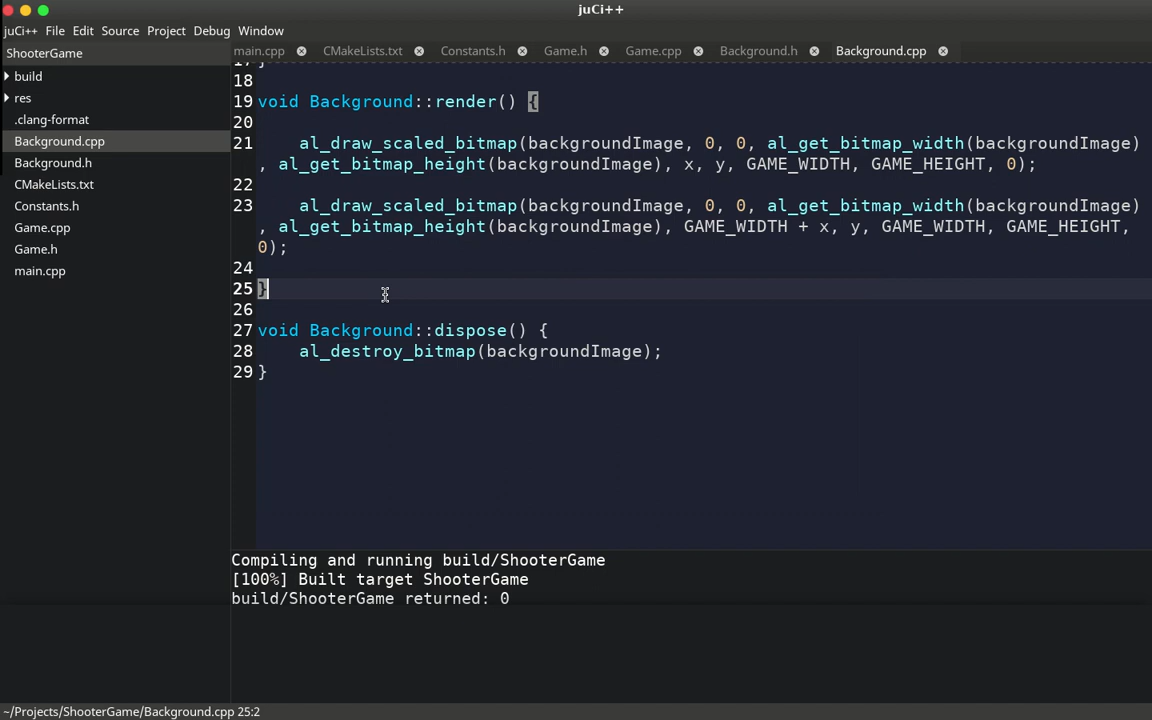 juCi++
juCi++ File Edit Source Project Debug Window
ShooterGame
main.cpp CMakeLists.txt Constants.h Game.h Game.cpp Background.h Background.cpp
build
res
.clang-format
Background.cpp
Background.h
CMakeLists.txt
Constants.h
Game.cpp
Game.h
main.cpp
18
19 void Background::render() {
20
21 al_draw_scaled_bitmap(backgroundImage, 0, 0, al_get_bitmap_width(backgroundImage)
, al_get_bitmap_height(backgroundImage), x, y, GAME_WIDTH, GAME_HEIGHT, 0);
22
23 al_draw_scaled_bitmap(backgroundImage, 0, 0, al_get_bitmap_width(backgroundImage)
, al_get_bitmap_height(backgroundImage), GAME_WIDTH + x, y, GAME_WIDTH, GAME_HEIGHT,
0);
24
25 }
26
27 void Background::dispose() {
28 al_destroy_bitmap(backgroundImage);
29 }
Compiling and running build/ShooterGame
[100%] Built target ShooterGame
build/ShooterGame returned: 0
~/Projects/ShooterGame/Background.cpp 25:2